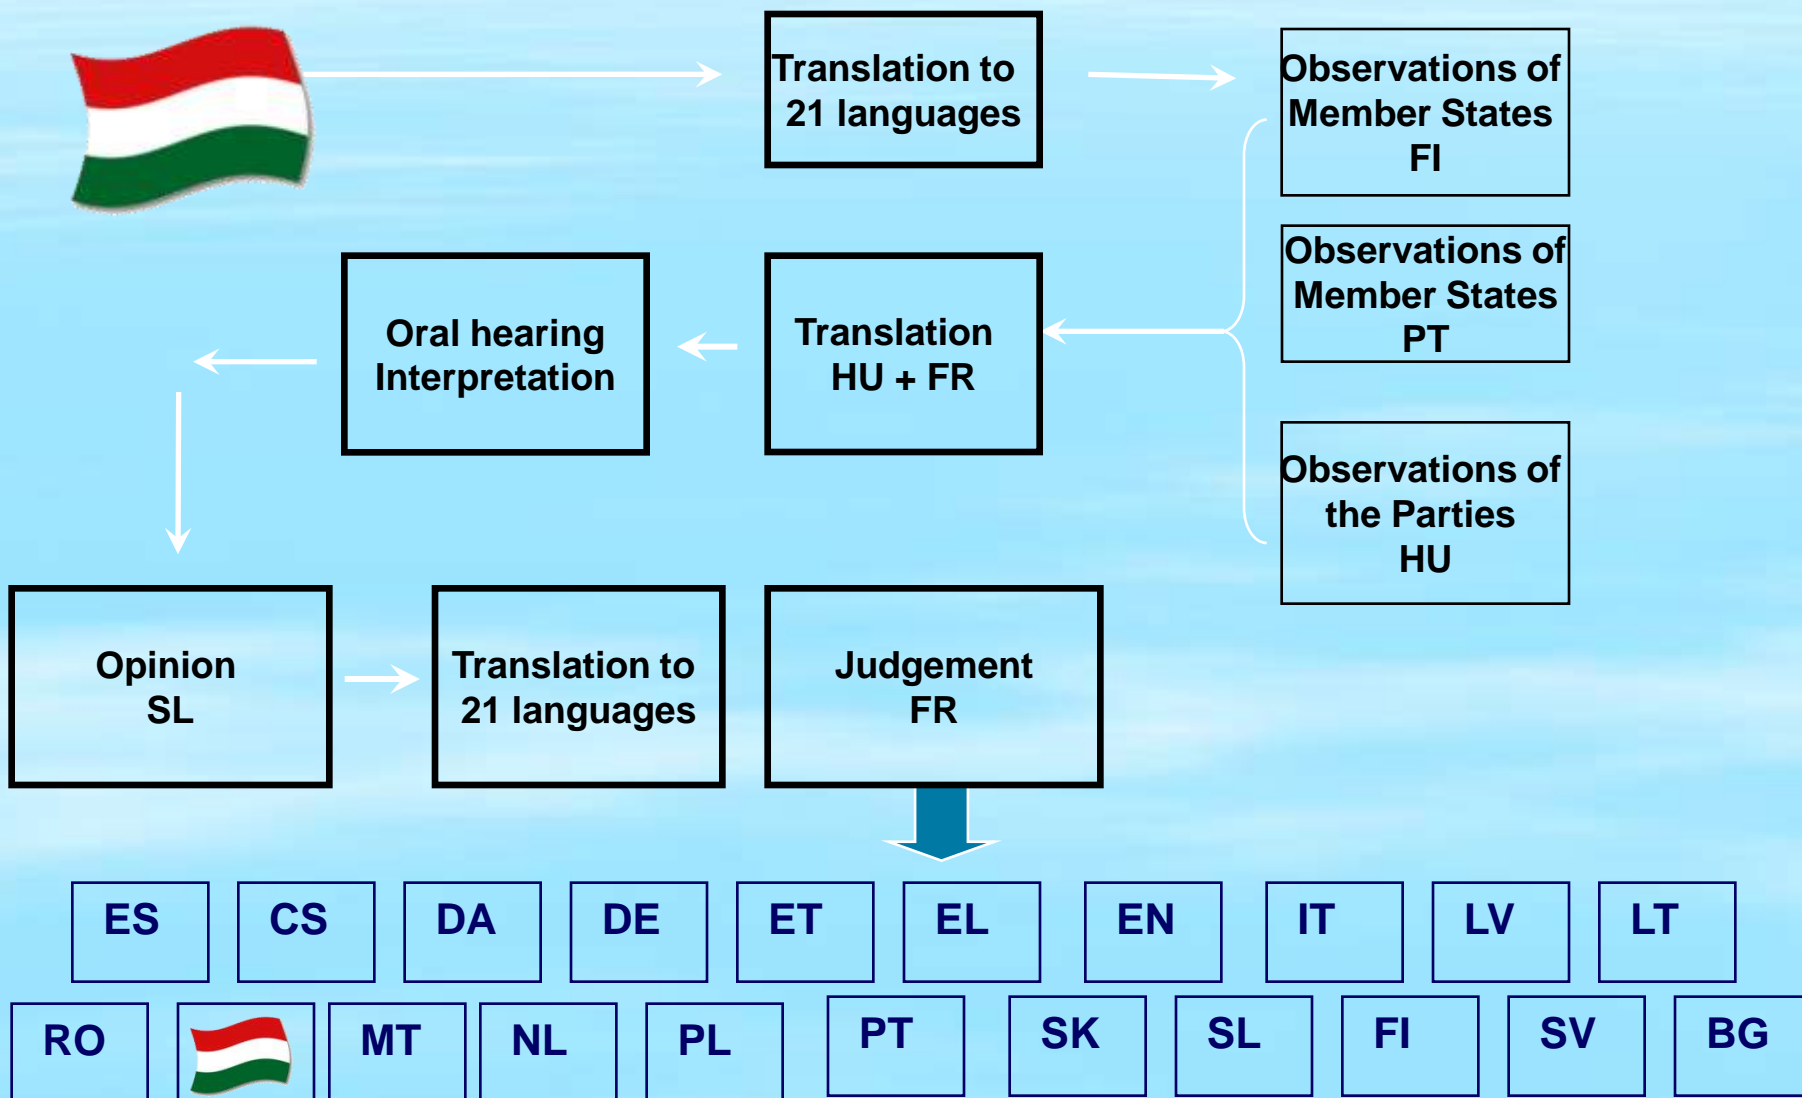 Translation to
21 languages
Observations of
Member States
FI
Observations of
Member States
PT
Oral hearing
Interpretation
Translation
HU + FR
Observations of
the Parties
HU
Opinion
SL
Translation to
21 languages
Judgement
FR
ES CS DA DE ET EL EN IT LV LT
RO MT NL PL PT SK SL FI SV BG